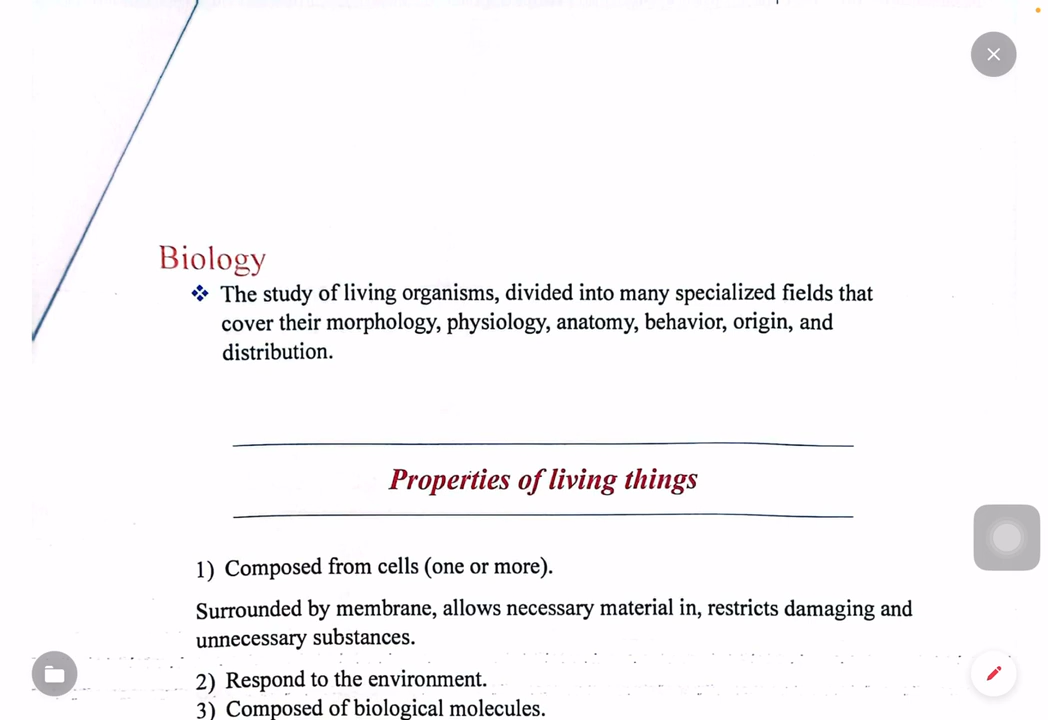 Biology
❖ The study of living organisms, divided into many specialized fields that
cover their morphology, physiology, anatomy, behavior, origin, and
distribution.
Properties of living things
1) Composed from cells (one or more).
Surrounded by membrane, allows necessary material in, restricts damaging and
unnecessary substances.
2) Respond to the environment.
3) Composed of biological molecules.